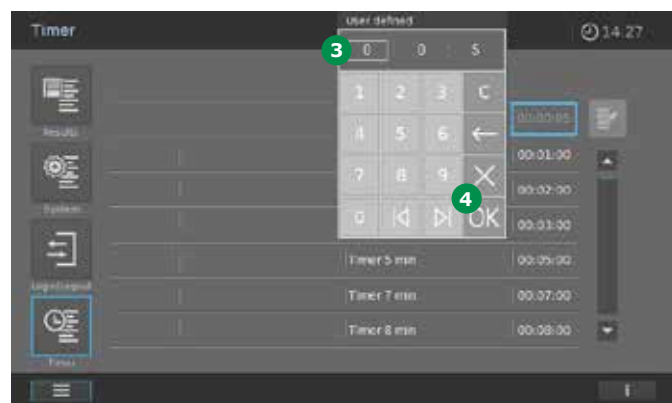 Timer
User defined
14:27
3
0 0 : 5
1 2 3 C
4 5 6
7 8 9
4
0 OK
00:00:05
00:01:00
00:02:00
00:03:00
Timer 5 min 00:05:00
Timer 7 min 00:07:00
Timer 8 min 00:08:00
Results
System
Timer
i